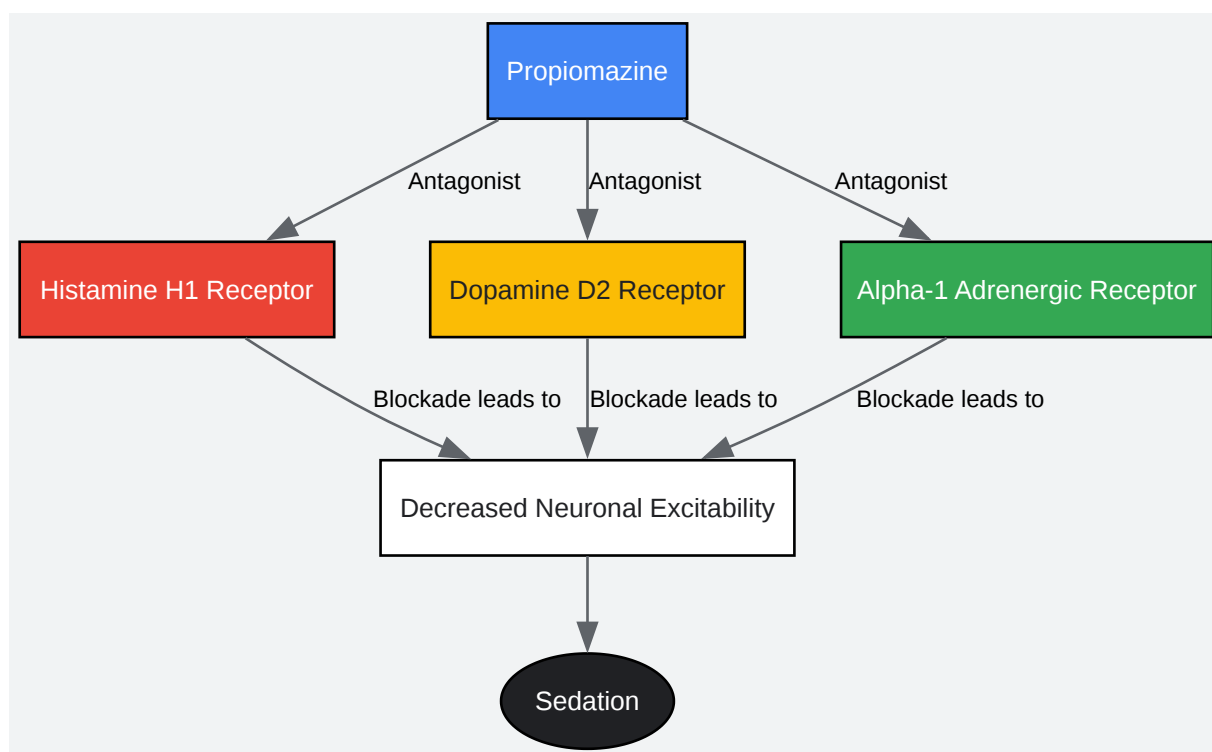 Propiomazine
Antagonist
Antagonist
Antagonist
Histamine H1 Receptor
Dopamine D2 Receptor
Alpha-1 Adrenergic Receptor
Blockade leads to
Blockade leads to
Blockade leads to
Decreased Neuronal Excitability
Sedation